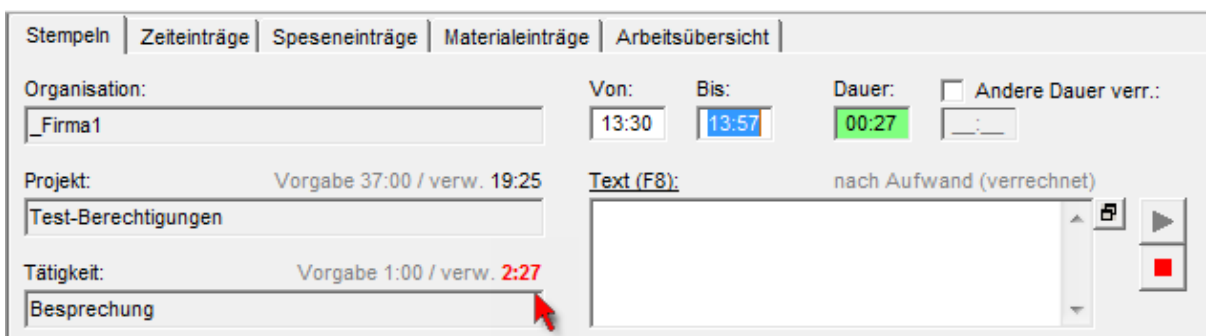 Stempeln Zeiteinträge Speseneinträge Materialeinträge Arbeitsübersicht
Organisation: Von: Bis: Dauer: Andere Dauer verr.:
_Firma1 13:30 13:57 00:27 __:__
Projekt: Vorgabe 37:00 / verw. 19:25 Text (F8): nach Aufwand (verrechnet)
Test-Berechtigungen
Tätigkeit: Vorgabe 1:00 / verw. 2:27
Besprechung